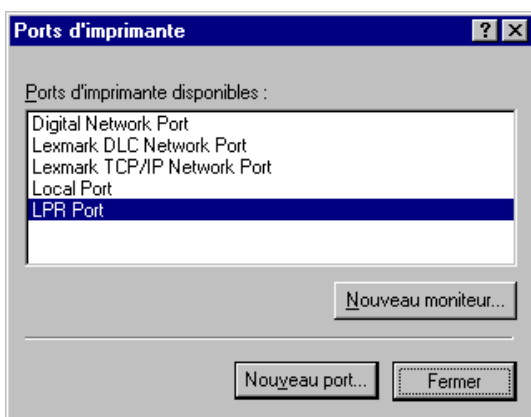 Ports d'imprimante
Ports d'imprimante disponibles :
Digital Network Port
Lexmark DLC Network Port
Lexmark TCP/IP Network Port
Local Port
LPR Port
Nouveau moniteur...
Nouveau port...
Fermer